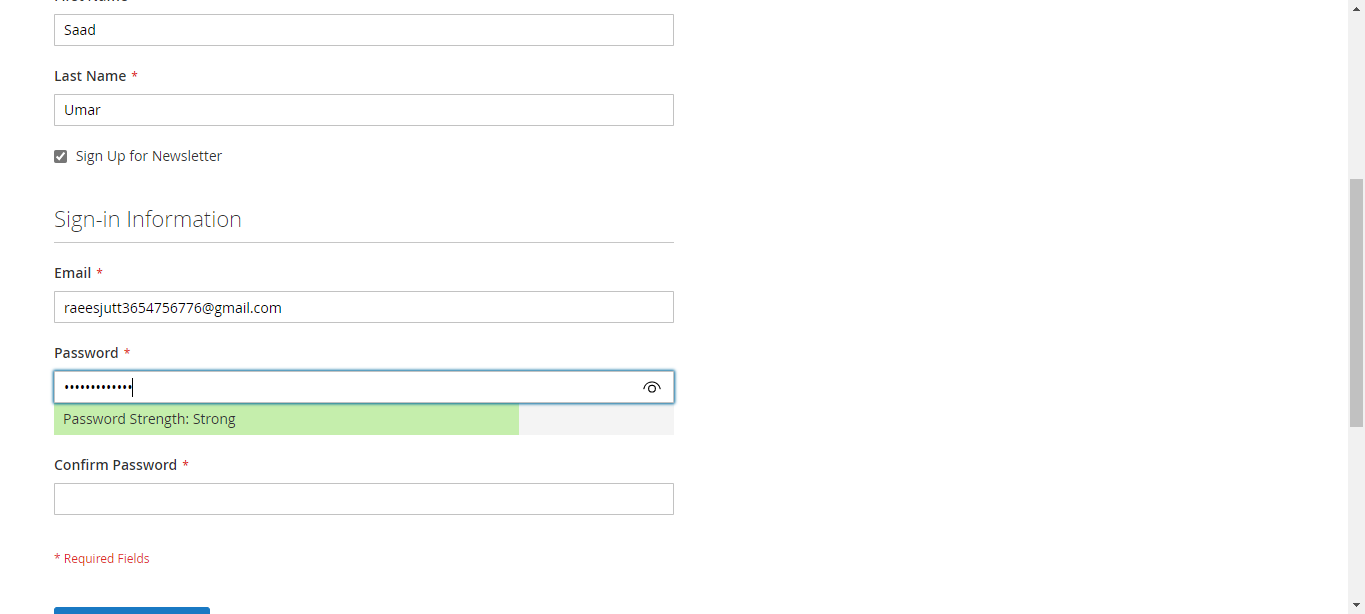 Saad
Last Name *
Umar
Sign Up for Newsletter
Sign-in Information
Email *
raeesjutt3654756776@gmail.com
Password *
•••••••••••••
Password Strength: Strong
Confirm Password *
* Required Fields